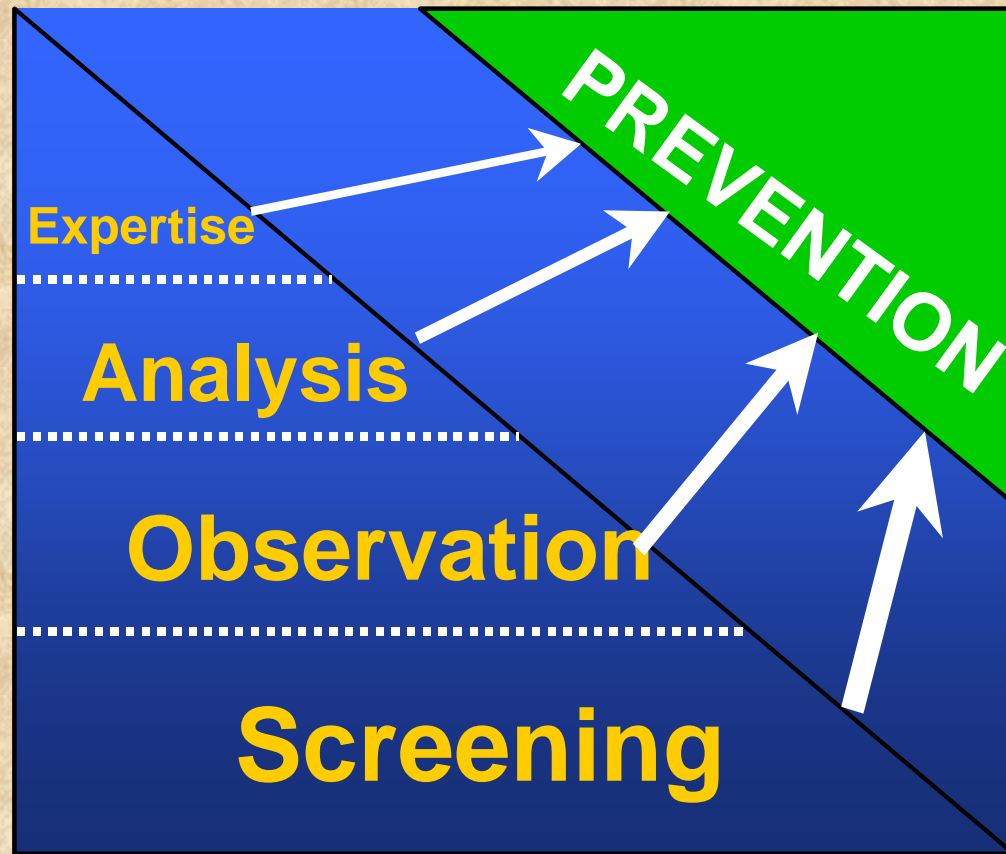 PREVENTION
Expertise
Analysis
Observation
Screening